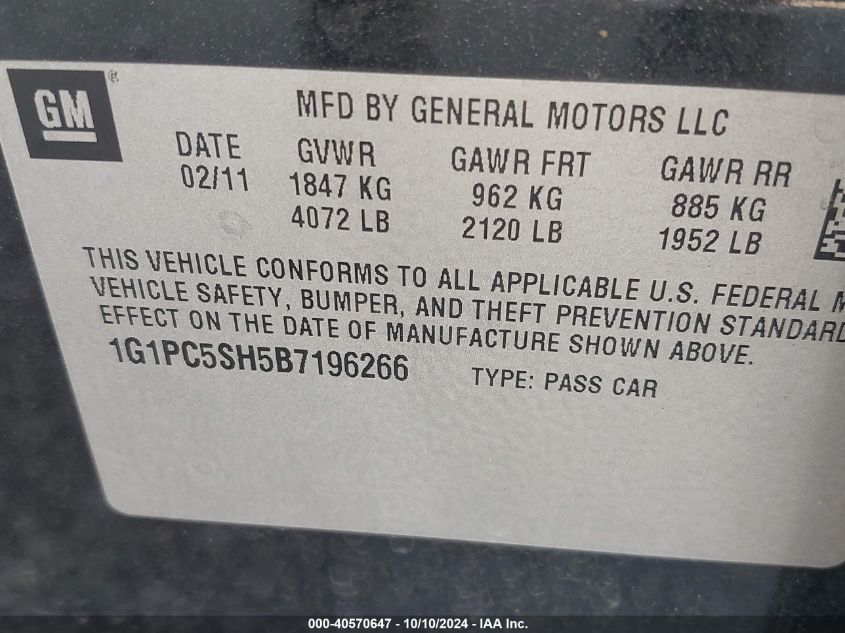 GM ®
MFD BY GENERAL MOTORS LLC
DATE GVWR GAWR FRT GAWR RR
02/11 1847 KG 962 KG 885 KG
4072 LB 2120 LB 1952 LB
THIS VEHICLE CONFORMS TO ALL APPLICABLE U.S. FEDERAL M
VEHICLE SAFETY, BUMPER, AND THEFT PREVENTION STANDARD
EFFECT ON THE DATE OF MANUFACTURE SHOWN ABOVE.
1G1PC5SH5B7196266 TYPE: PASS CAR
000-40570647 - 10/10/2024 - IAA Inc.